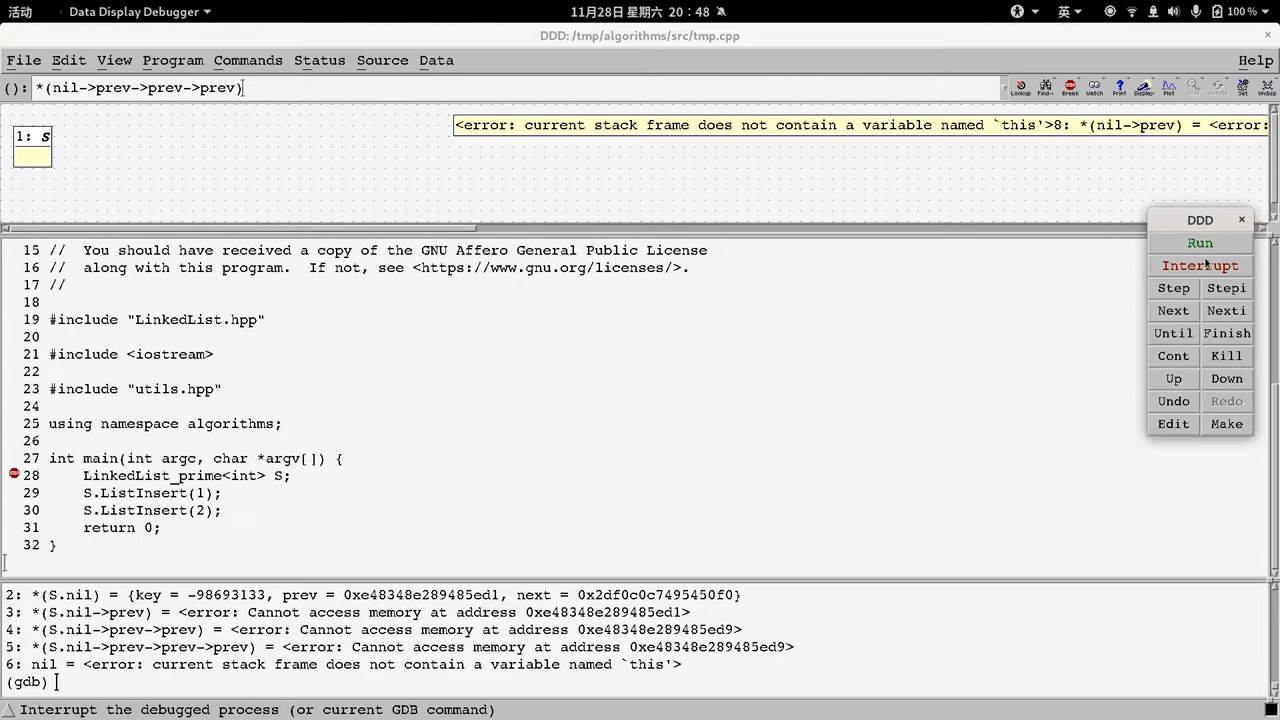 活动 Data Display Debugger 11月28日 星期六 20：48 英 100 %
DDD: /tmp/algorithms/src/tmp.cpp ×
File Edit View Program Commands Status Source Data Help
(): *(nil->prev->prev->prev)
Lookup Find» Break Watch Print Display Plot Hide Rotate Set Undisp
<error: current stack frame does not contain a variable named `this'>8: *(nil->prev) = <error:
1: S
DDD ×
Run
Interrupt
Step Stepi
Next Nexti
Until Finish
Cont Kill
Up Down
Undo Redo
Edit Make
15 //  You should have received a copy of the GNU Affero General Public License
16 //  along with this program.  If not, see <https://www.gnu.org/licenses/>.
17 //
18
19 #include "LinkedList.hpp"
20
21 #include <iostream>
22
23 #include "utils.hpp"
24
25 using namespace algorithms;
26
27 int main(int argc, char *argv[]) {
STOP 28     LinkedList_prime<int> S;
29     S.ListInsert(1);
30     S.ListInsert(2);
31     return 0;
32 }
2: *(S.nil) = {key = -98693133, prev = 0xe48348e289485ed1, next = 0x2df0c0c7495450f0}
3: *(S.nil->prev) = <error: Cannot access memory at address 0xe48348e289485ed1>
4: *(S.nil->prev->prev) = <error: Cannot access memory at address 0xe48348e289485ed9>
5: *(S.nil->prev->prev->prev) = <error: Cannot access memory at address 0xe48348e289485ed9>
6: nil = <error: current stack frame does not contain a variable named `this'>
(gdb)
Interrupt the debugged process (or current GDB command)